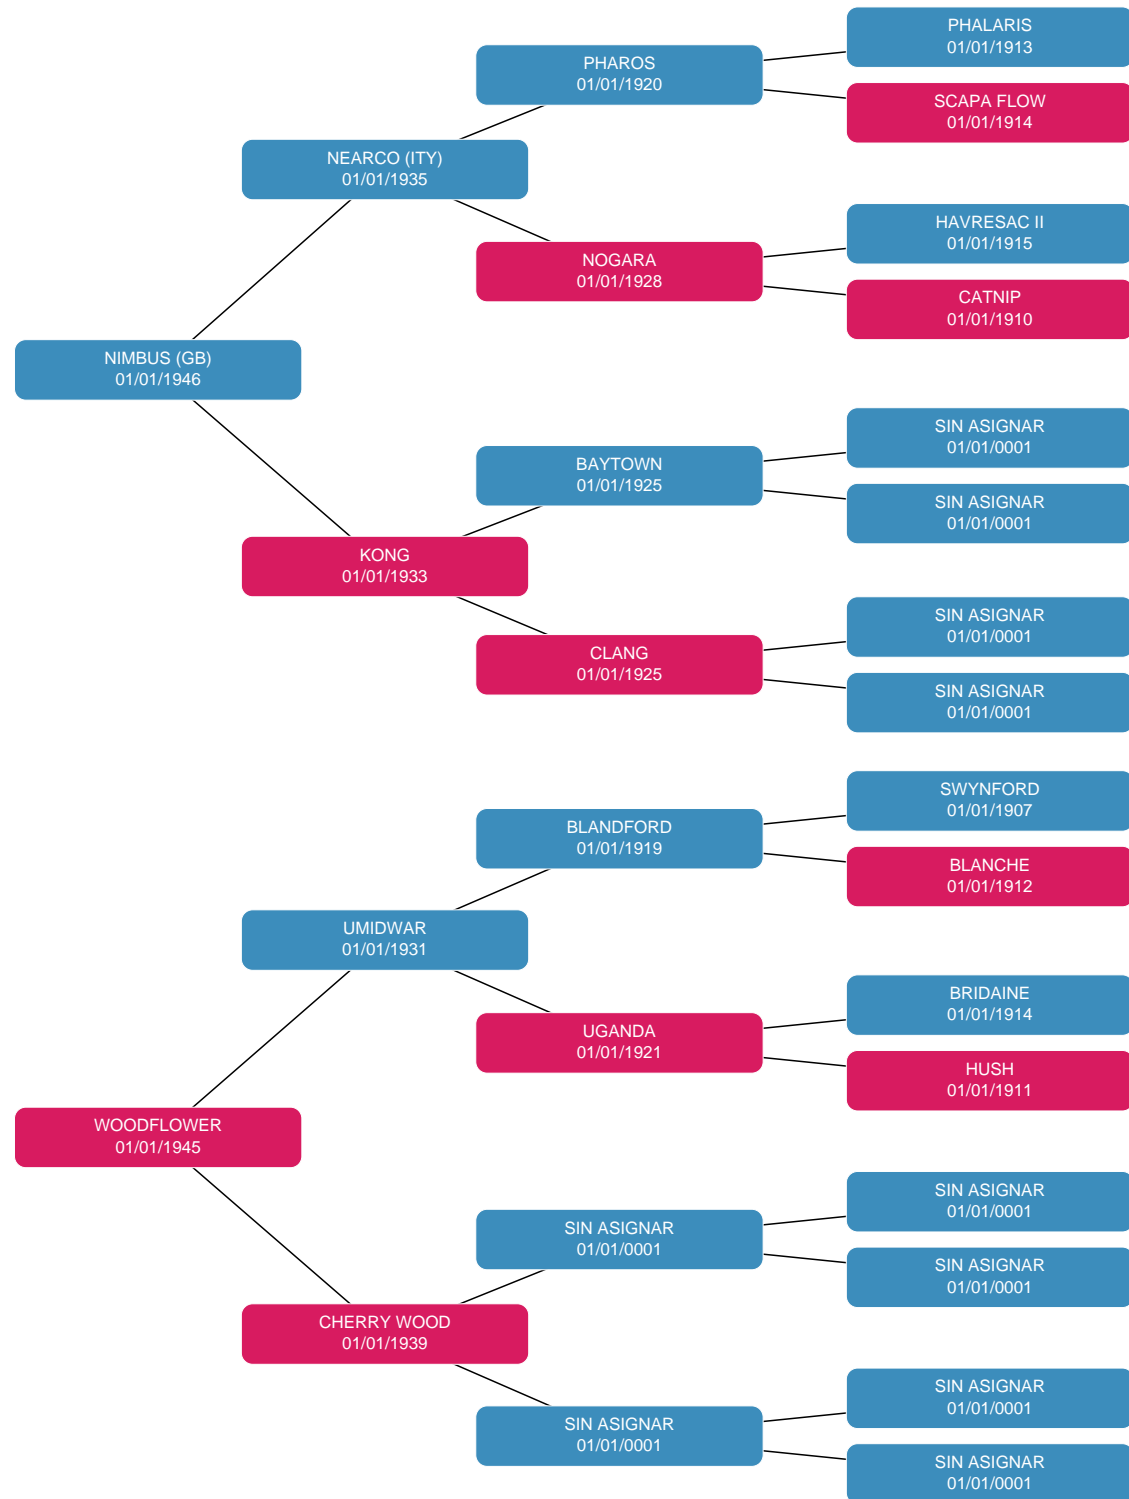 PHALARIS
01/01/1913
PHAROS
01/01/1920
SCAPA FLOW
01/01/1914
NEARCO (ITY)
01/01/1935
HAVRESAC II
01/01/1915
NOGARA
01/01/1928
CATNIP
01/01/1910
NIMBUS (GB)
01/01/1946
SIN ASIGNAR
01/01/0001
BAYTOWN
01/01/1925
SIN ASIGNAR
01/01/0001
KONG
01/01/1933
SIN ASIGNAR
01/01/0001
CLANG
01/01/1925
SIN ASIGNAR
01/01/0001
SWYNFORD
01/01/1907
BLANDFORD
01/01/1919
BLANCHE
01/01/1912
UMIDWAR
01/01/1931
BRIDAINE
01/01/1914
UGANDA
01/01/1921
HUSH
01/01/1911
WOODFLOWER
01/01/1945
SIN ASIGNAR
01/01/0001
SIN ASIGNAR
01/01/0001
SIN ASIGNAR
01/01/0001
CHERRY WOOD
01/01/1939
SIN ASIGNAR
01/01/0001
SIN ASIGNAR
01/01/0001
SIN ASIGNAR
01/01/0001